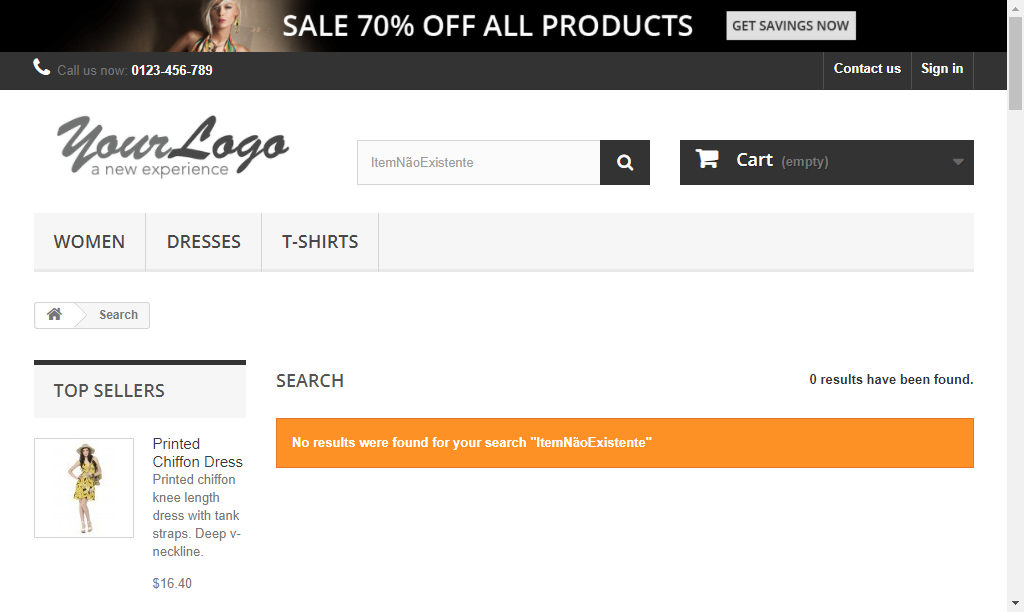 SALE 70% OFF ALL PRODUCTS
GET SAVINGS NOW
Call us now: 0123-456-789
Contact us
Sign in
YourLogo
a new experience
ItemNãoExistente
Cart (empty)
WOMEN
DRESSES
T-SHIRTS
Search
TOP SELLERS
Printed
Chiffon Dress
Printed chiffon
knee length
dress with tank
straps. Deep v-
neckline.
$16.40
SEARCH
0 results have been found.
No results were found for your search "ItemNãoExistente"